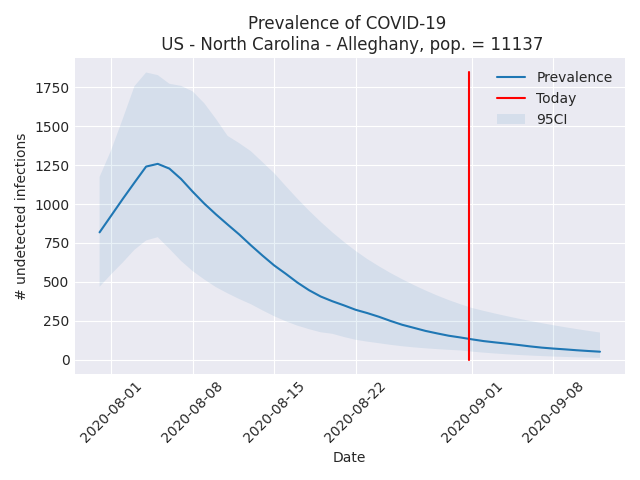 Prevalence of COVID-19
US - North Carolina - Alleghany, pop. = 11137
Prevalence
Today
95CI
1750
1500
1250
1000
750
500
250
0
# undetected infections
2020-08-01
2020-08-08
2020-08-15
2020-08-22
2020-09-01
2020-09-08
Date